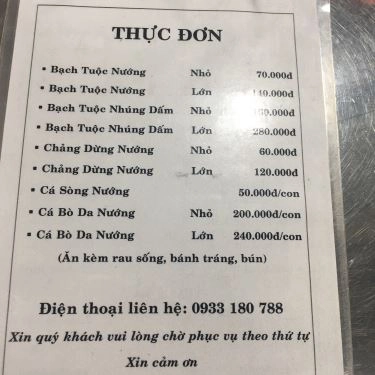 THỰC ĐƠN
▪ Bạch Tuộc Nướng Nhỏ 70.000đ
▪ Bạch Tuộc Nướng Lớn 140.000đ
▪ Bạch Tuộc Nhúng Dấm Nhỏ
▪ Bạch Tuộc Nhúng Dấm Lớn 280.000đ
▪ Chảng Dừng Nướng Nhỏ 60.000đ
▪ Chảng Dừng Nướng Lớn 120.000đ
▪ Cá Sòng Nướng 50.000đ/con
▪ Cá Bò Da Nướng Nhỏ 200.000đ/con
▪ Cá Bò Da Nướng Lớn 240.000đ/con
(Ăn kèm rau sống, bánh tráng, bún)
Điện thoại liên hệ: 0933 180 788
Xin quý khách vui lòng chờ phục vụ theo thứ tự
Xin cảm ơn